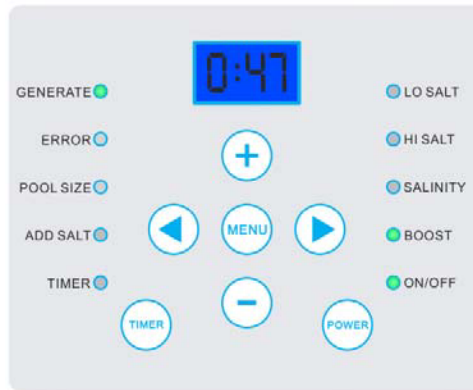 0:47
GENERATE
ERROR
POOL SIZE
ADD SALT
TIMER
LO SALT
HI SALT
SALINITY
BOOST
ON/OFF
+
MENU
-
TIMER
POWER